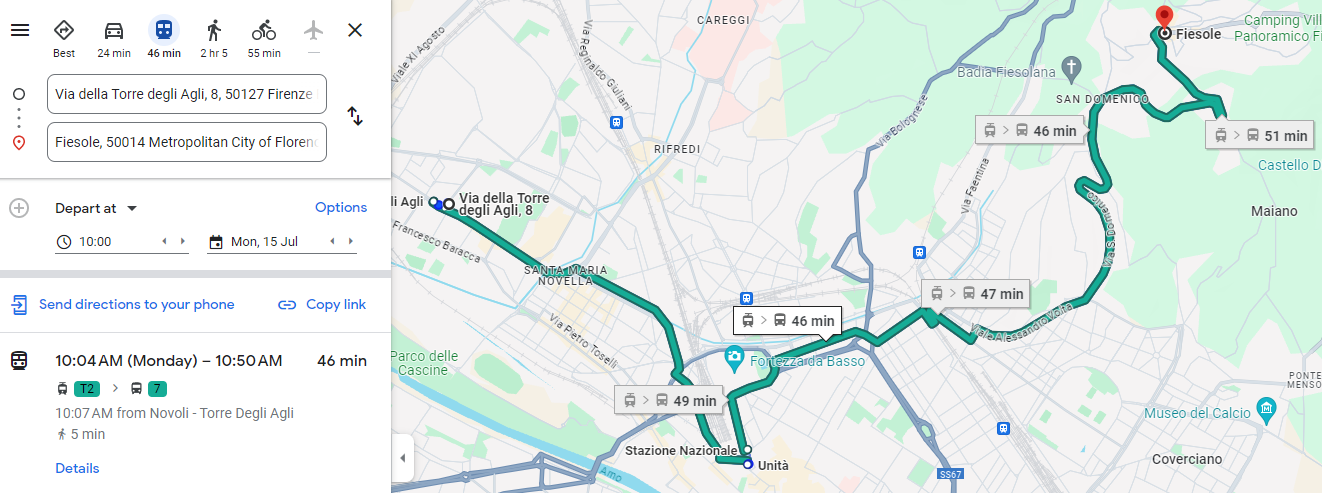 Best
24 min
46 min
2 hr 5
55 min
—
Via della Torre degli Agli, 8, 50127 Firenze
Fiesole, 50014 Metropolitan City of Florenc
Depart at
Options
10:00
Mon, 15 Jul
Send directions to your phone
Copy link
10:04 AM (Monday) – 10:50 AM
46 min
T2 > 7
10:07 AM from Novoli - Torre Degli Agli
5 min
Details
CAREGGI
Viale XI Agosto
Via Reginaldo Giuliani
Fiesole
Camping Vill
Panoramico Fi
Badia Fiesolana
SAN DOMENICO
> 46 min
> 51 min
Castello D
Via Bolognese
RIFREDI
Via Faentina
li Agli
Via della Torre
degli Agli, 8
Maiano
Francesco Baracca
Via S. Domenico
SANTA MARIA
NOVELLA
> 47 min
> 46 min
Viale Alessandro Volta
Via Pietro Toselli
Parco delle
Cascine
Fortezza da Basso
PONTE
MENSO
> 49 min
Museo del Calcio
Stazione Nazionale
Unità
Coverciano
Arno
SS67